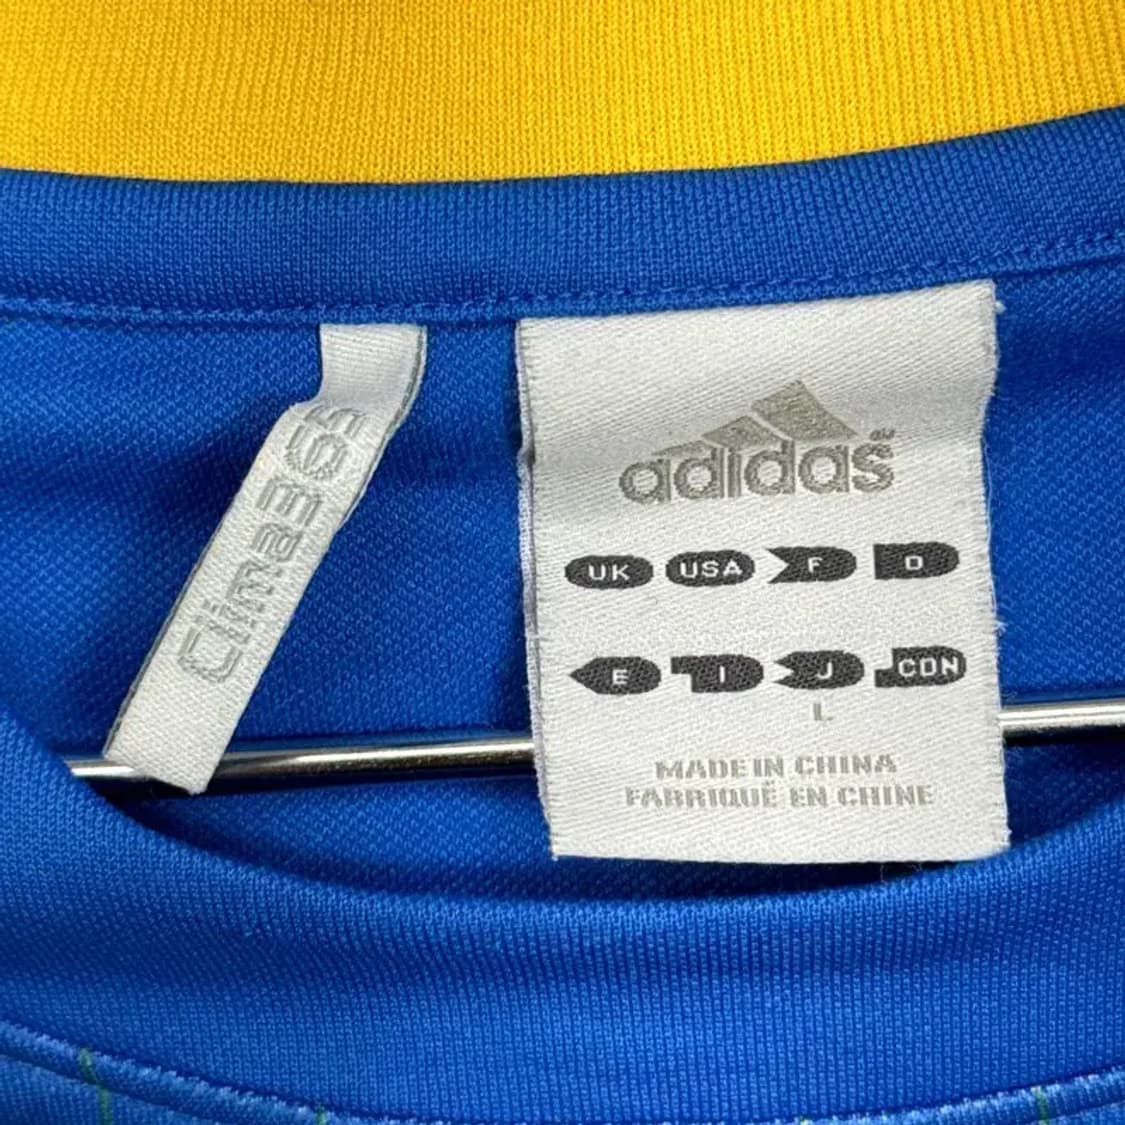 Clima365
adidas
UK USA F D
E I J CDN
L
MADE IN CHINA
FABRIQUÉ EN CHINE